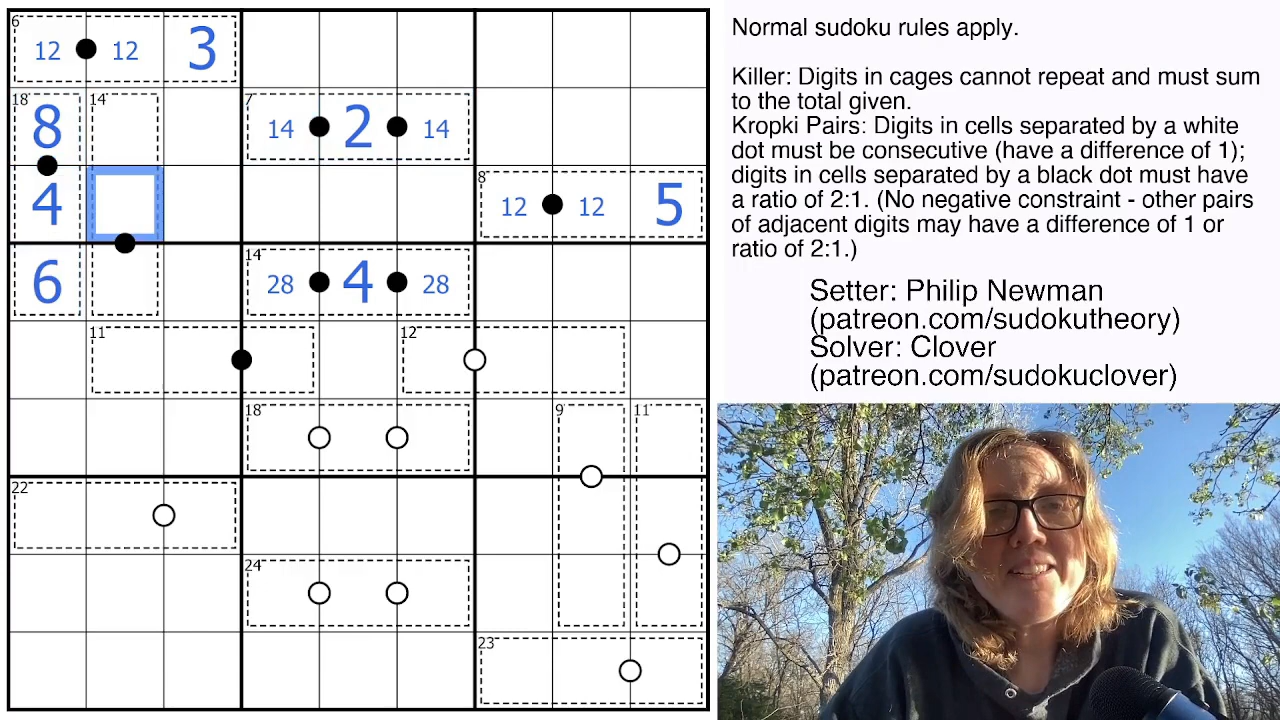 6
12 12 3
Normal sudoku rules apply.
Killer: Digits in cages cannot repeat and must sum
to the total given.
Kropki Pairs: Digits in cells separated by a white
dot must be consecutive (have a difference of 1);
digits in cells separated by a black dot must have
a ratio of 2:1. (No negative constraint - other pairs
of adjacent digits may have a difference of 1 or
ratio of 2:1.)
Setter: Philip Newman
(patreon.com/sudokutheory)
Solver: Clover
(patreon.com/sudokuclover)
18 14 7
8 14 2 14
8
4 12 12 5
14
6 28 4 28
11 12
18 9 11
22
24
23